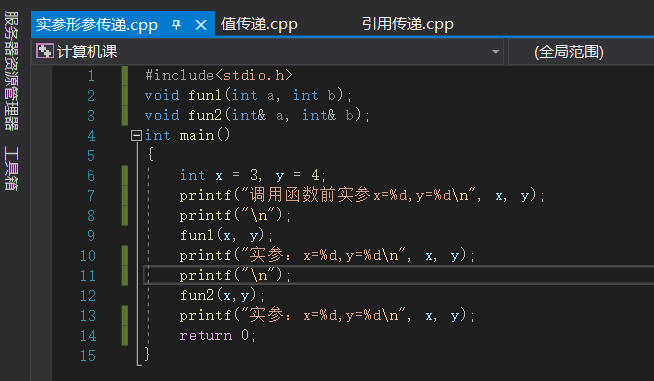 服务器资源管理器
工具箱
实参形参传递.cpp
值传递.cpp
引用传递.cpp
计算机课
(全局范围)
1 #include<stdio.h>
2 void fun1(int a, int b);
3 void fun2(int& a, int& b);
4 int main()
5 {
6 int x = 3, y = 4;
7 printf("调用函数前实参x=%d,y=%d\n", x, y);
8 printf("\n");
9 fun1(x, y);
10 printf("实参：x=%d,y=%d\n", x, y);
11 printf("\n");
12 fun2(x,y);
13 printf("实参：x=%d,y=%d\n", x, y);
14 return 0;
15 }